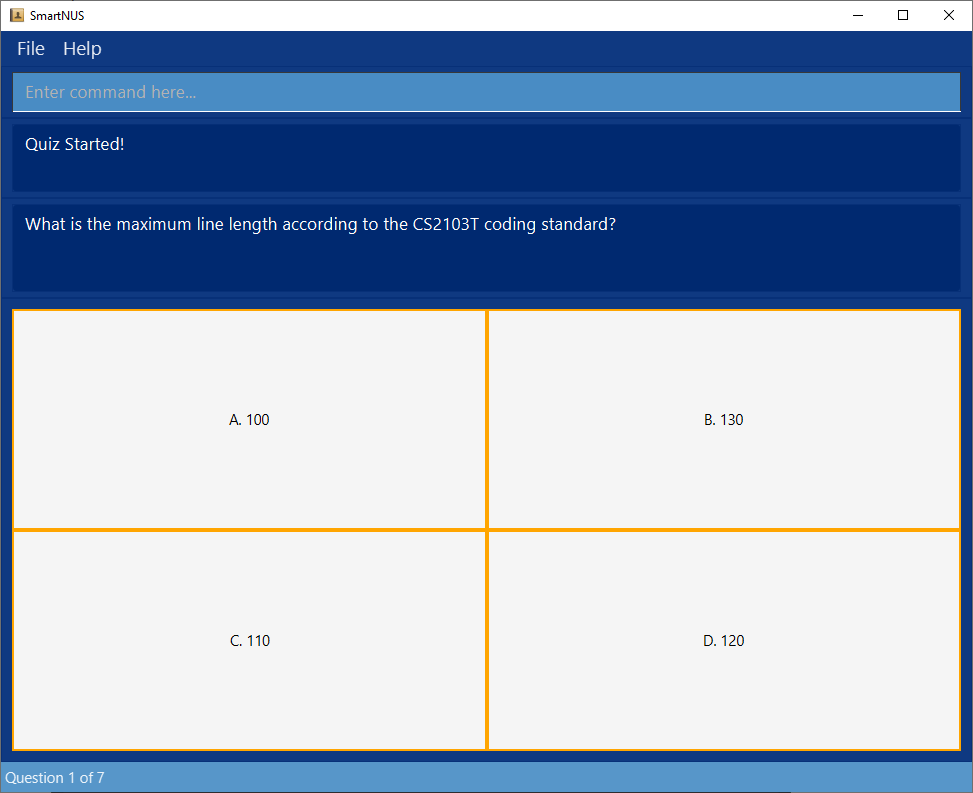 SmartNUS
File Help
Enter command here...
Quiz Started!
What is the maximum line length according to the CS2103T coding standard?
A. 100
B. 130
C. 110
D. 120
Question 1 of 7